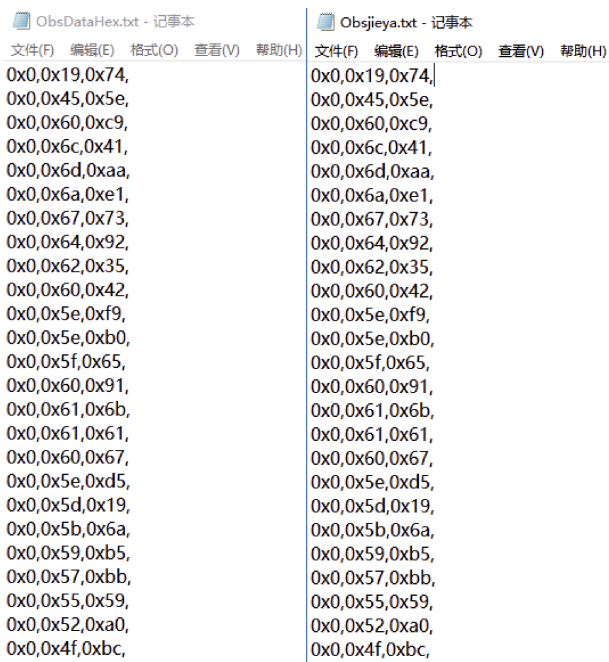 ObsDataHex.txt - 记事本
文件(F) 编辑(E) 格式(O) 查看(V) 帮助(H)
0x0,0x19,0x74,
0x0,0x45,0x5e,
0x0,0x60,0xc9,
0x0,0x6c,0x41,
0x0,0x6d,0xaa,
0x0,0x6a,0xe1,
0x0,0x67,0x73,
0x0,0x64,0x92,
0x0,0x62,0x35,
0x0,0x60,0x42,
0x0,0x5e,0xf9,
0x0,0x5e,0xb0,
0x0,0x5f,0x65,
0x0,0x60,0x91,
0x0,0x61,0x6b,
0x0,0x61,0x61,
0x0,0x60,0x67,
0x0,0x5e,0xd5,
0x0,0x5d,0x19,
0x0,0x5b,0x6a,
0x0,0x59,0xb5,
0x0,0x57,0xbb,
0x0,0x55,0x59,
0x0,0x52,0xa0,
0x0,0x4f,0xbc,
Obsjieya.txt - 记事本
文件(F) 编辑(E) 格式(O) 查看(V) 帮助(H)
0x0,0x19,0x74,
0x0,0x45,0x5e,
0x0,0x60,0xc9,
0x0,0x6c,0x41,
0x0,0x6d,0xaa,
0x0,0x6a,0xe1,
0x0,0x67,0x73,
0x0,0x64,0x92,
0x0,0x62,0x35,
0x0,0x60,0x42,
0x0,0x5e,0xf9,
0x0,0x5e,0xb0,
0x0,0x5f,0x65,
0x0,0x60,0x91,
0x0,0x61,0x6b,
0x0,0x61,0x61,
0x0,0x60,0x67,
0x0,0x5e,0xd5,
0x0,0x5d,0x19,
0x0,0x5b,0x6a,
0x0,0x59,0xb5,
0x0,0x57,0xbb,
0x0,0x55,0x59,
0x0,0x52,0xa0,
0x0,0x4f,0xbc,